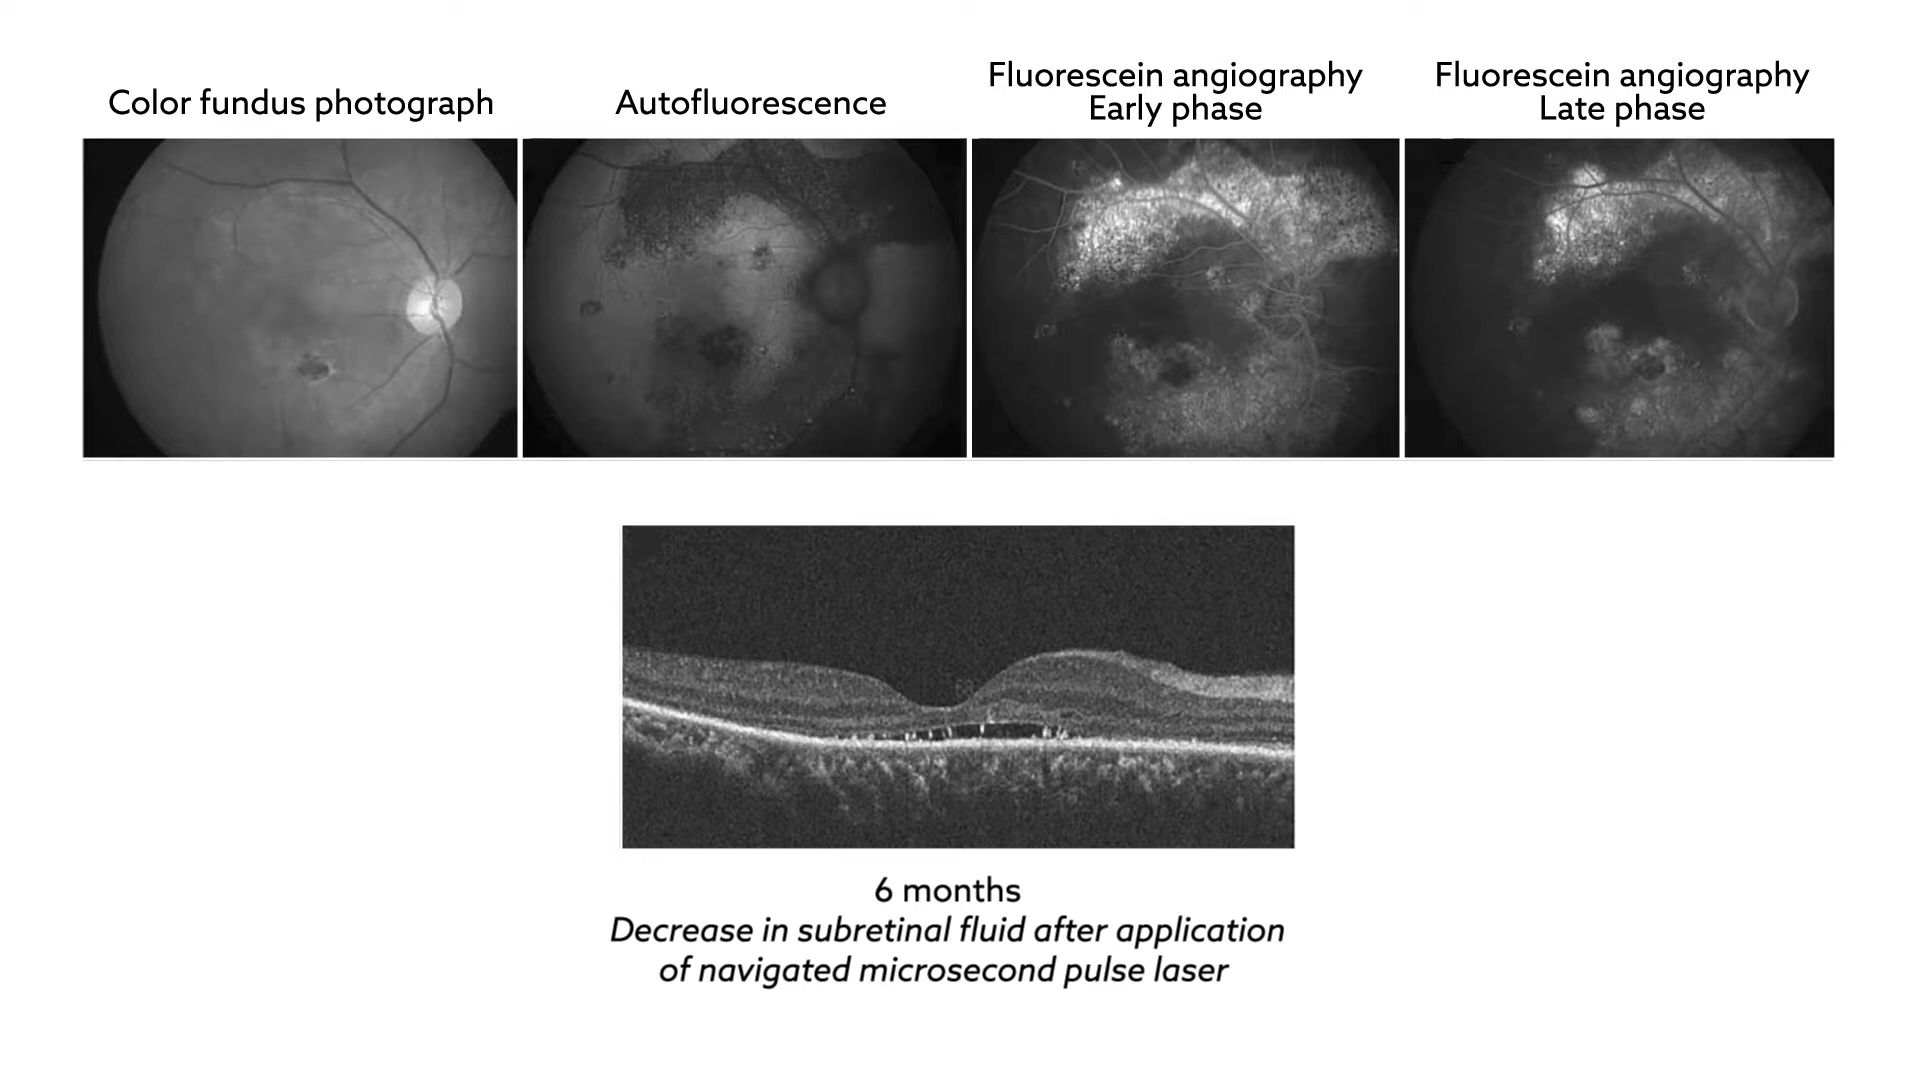 Color fundus photograph
Autofluorescence
Fluorescein angiography
Early phase
Fluorescein angiography
Late phase
6 months
Decrease in subretinal fluid after application
of navigated microsecond pulse laser